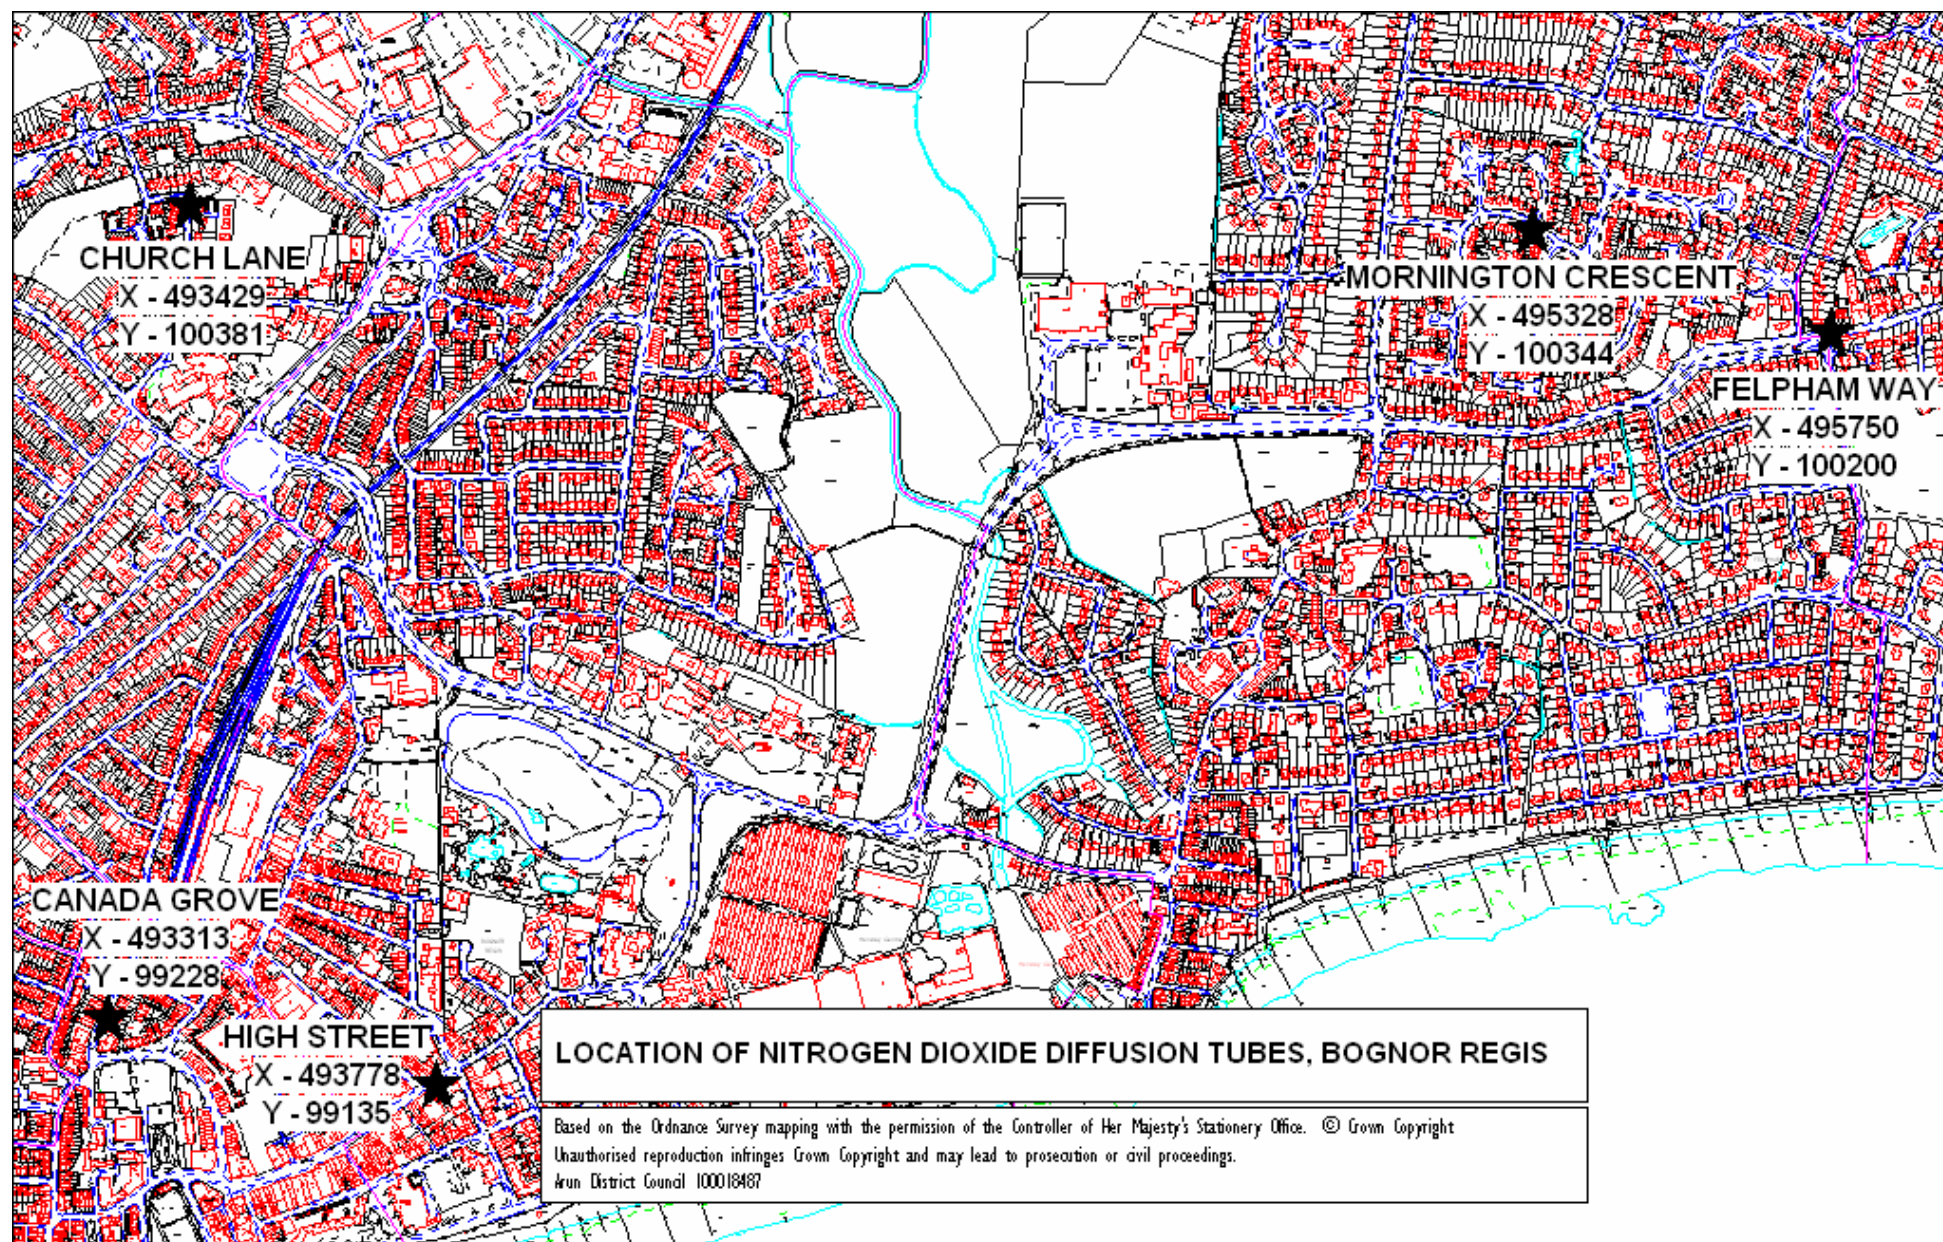 CHURCH LANE
X - 493429
Y - 100381
MORNINGTON CRESCENT
X - 495328
Y - 100344
FELPHAM WAY
X - 495750
Y - 100200
CANADA GROVE
X - 493313
Y - 99228
HIGH STREET
X - 493778
Y - 99135
LOCATION OF NITROGEN DIOXIDE DIFFUSION TUBES, BOGNOR REGIS
Based on the Ordnance Survey mapping with the permission of the Controller of Her Majesty's Stationery Office. © Crown Copyright
Unauthorised reproduction infringes Crown Copyright and may lead to prosecution or civil proceedings.
Arun District Council 100018487